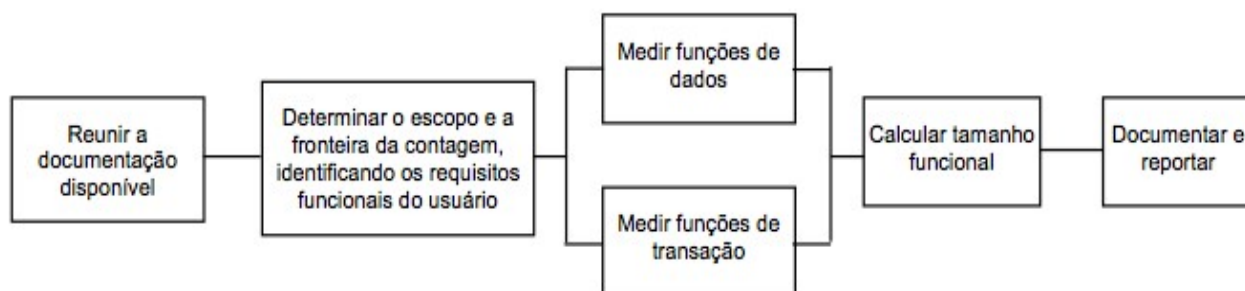 Reunir a
documentação
disponível
Determinar o escopo e a
fronteira da contagem,
identificando os requisitos
funcionais do usuário
Medir funções de
dados
Medir funções de
transação
Calcular tamanho
funcional
Documentar e
reportar